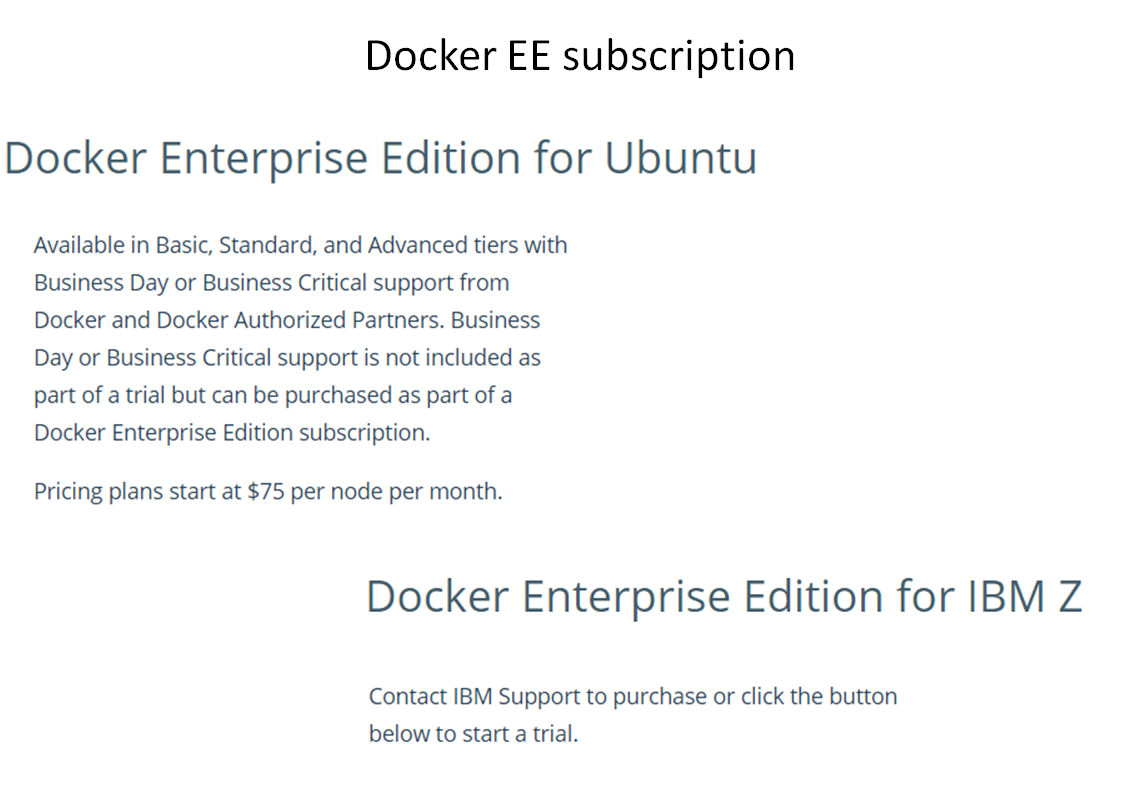 Docker EE subscription
Docker Enterprise Edition for Ubuntu
Available in Basic, Standard, and Advanced tiers with
Business Day or Business Critical support from
Docker and Docker Authorized Partners. Business
Day or Business Critical support is not included as
part of a trial but can be purchased as part of a
Docker Enterprise Edition subscription.
Pricing plans start at $75 per node per month.
Docker Enterprise Edition for IBM Z
Contact IBM Support to purchase or click the button
below to start a trial.